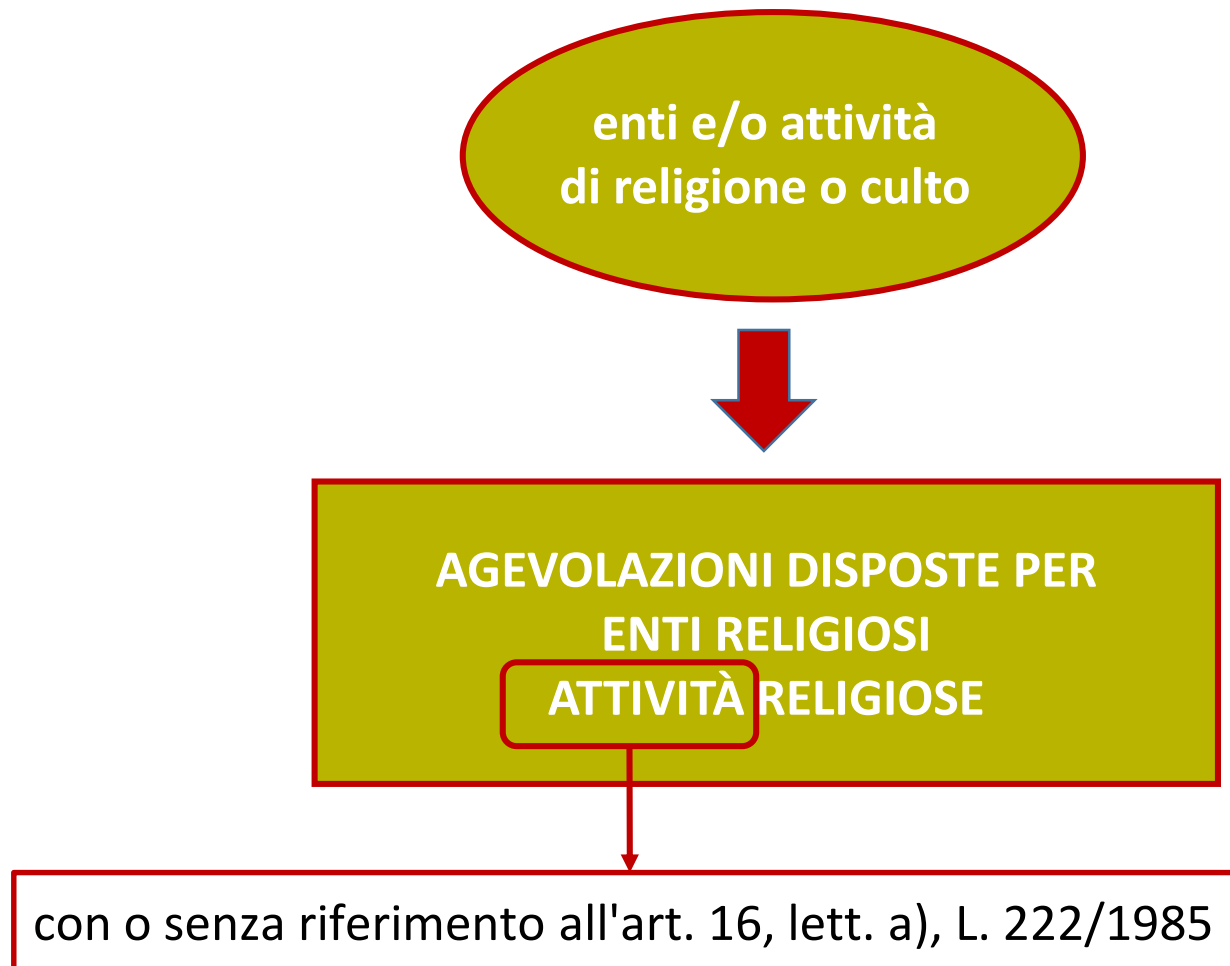 enti e/o attività
di religione o culto
AGEVOLAZIONI DISPOSTE PER
ENTI RELIGIOSI
ATTIVITÀ RELIGIOSE
con o senza riferimento all'art. 16, lett. a), L. 222/1985